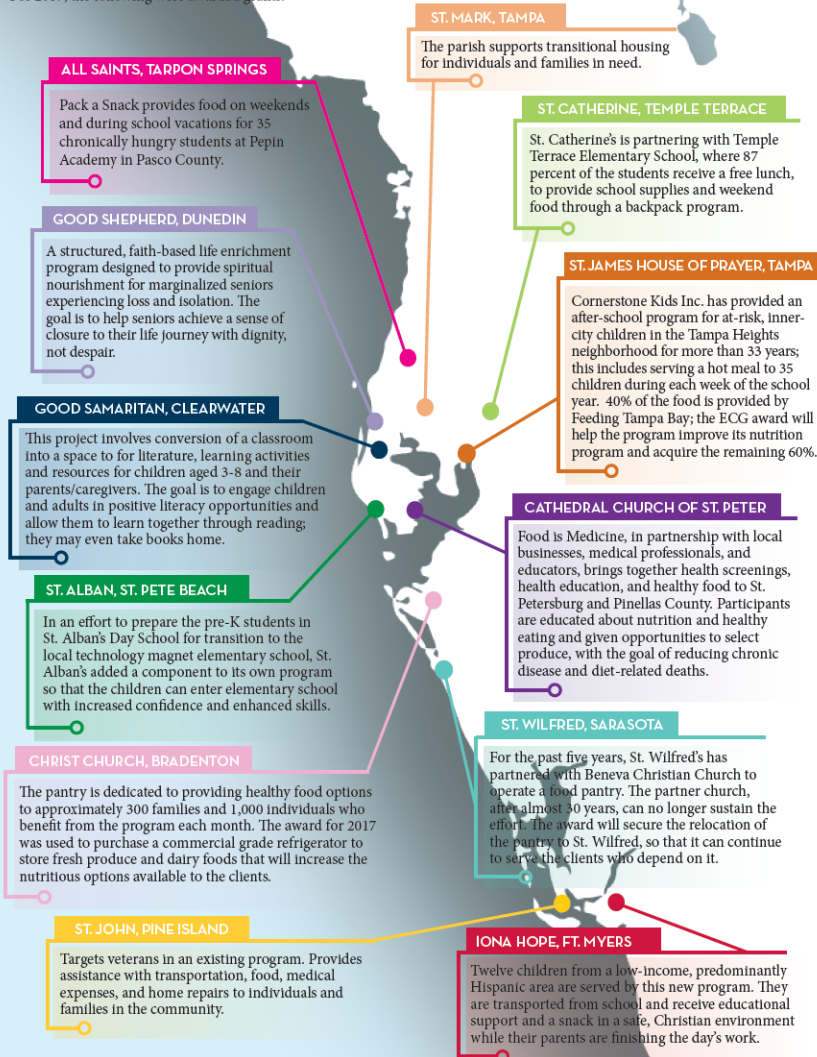 ST. MARK, TAMPA
The parish supports transitional housing
for individuals and families in need.
ALL SAINTS, TARPON SPRINGS
Pack a Snack provides food on weekends
and during school vacations for 35
chronically hungry students at Pepin
Academy in Pasco County.
ST. CATHERINE, TEMPLE TERRACE
St. Catherine's is partnering with Temple
Terrace Elementary School, where 87
percent of the students receive a free lunch,
to provide school supplies and weekend
food through a backpack program.
GOOD SHEPHERD, DUNEDIN
A structured, faith-based life enrichment
program designed to provide spiritual
nourishment for marginalized seniors
experiencing loss and isolation. The
goal is to help seniors achieve a sense of
closure to their life journey with dignity,
not despair.
ST. JAMES HOUSE OF PRAYER, TAMPA
Cornerstone Kids Inc. has provided an
after-school program for at-risk, inner-
city children in the Tampa Heights
neighborhood for more than 33 years;
this includes serving a hot meal to 35
children during each week of the school
year. 40% of the food is provided by
Feeding Tampa Bay; the ECG award will
help the program improve its nutrition
program and acquire the remaining 60%.
GOOD SAMARITAN, CLEARWATER
This project involves conversion of a classroom
into a space to for literature, learning activities
and resources for children aged 3-8 and their
parents/caregivers. The goal is to engage children
and adults in positive literacy opportunities and
allow them to learn together through reading;
they may even take books home.
CATHEDRAL CHURCH OF ST. PETER
Food is Medicine, in partnership with local
businesses, medical professionals, and
educators, brings together health screenings,
health education, and healthy food to St.
Petersburg and Pinellas County. Participants
are educated about nutrition and healthy
eating and given opportunities to select
produce, with the goal of reducing chronic
disease and diet-related deaths.
ST. ALBAN, ST. PETE BEACH
In an effort to prepare the pre-K students in
St. Alban's Day School for transition to the
local technology magnet elementary school, St.
Alban's added a component to its own program
so that the children can enter elementary school
with increased confidence and enhanced skills.
ST. WILFRED, SARASOTA
For the past five years, St. Wilfred's has
partnered with Beneva Christian Church to
operate a food pantry. The partner church,
after almost 30 years, can no longer sustain the
effort. The award will secure the relocation of
the pantry to St. Wilfred, so that it can continue
to serve the clients who depend on it.
CHRIST CHURCH, BRADENTON
The pantry is dedicated to providing healthy food options
to approximately 300 families and 1,000 individuals who
benefit from the program each month. The award for 2017
was used to purchase a commercial grade refrigerator to
store fresh produce and dairy foods that will increase the
nutritious options available to the clients.
ST. JOHN, PINE ISLAND
Targets veterans in an existing program. Provides
assistance with transportation, food, medical
expenses, and home repairs to individuals and
families in the community.
IONA HOPE, FT. MYERS
Twelve children from a low-income, predominantly
Hispanic area are served by this new program. They
are transported from school and receive educational
support and a snack in a safe, Christian environment
while their parents are finishing the day's work.